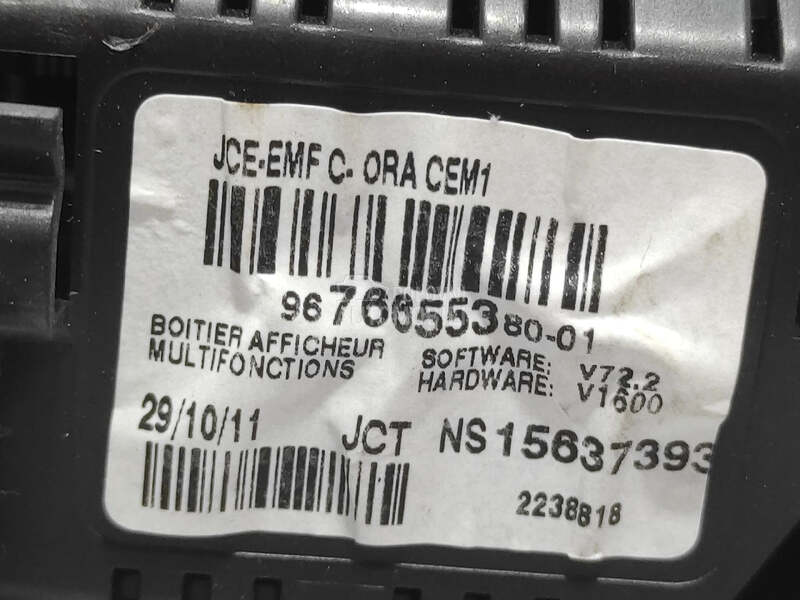 JCE-EMF C- ORA CEM1
9676655380-01
BOITIER AFFICHEUR
MULTIFONCTIONS
SOFTWARE: V72.2
HARDWARE: V1600
29/10/11 JCT NS15637393
2238818